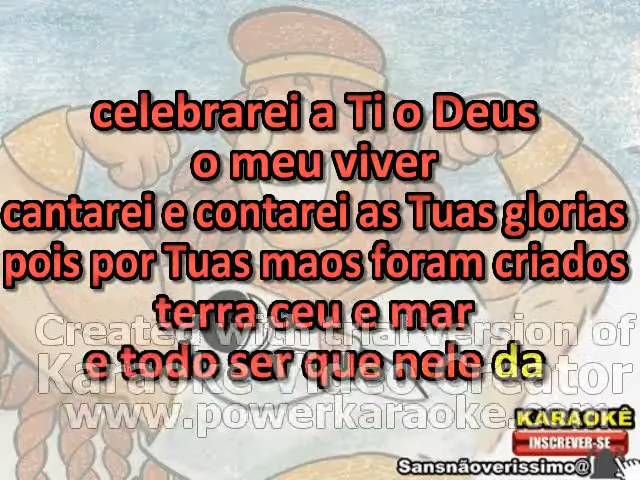 celebrarei a Ti o Deus
o meu viver
cantarei e contarei as Tuas glorias
pois por Tuas maos foram criados
terra ceu e mar
Created with trial version of
e todo ser que nele da
Karaoke Video Creator
www.powerkaraoke.com
KARAOKÊ
INSCREVER-SE
Sansnãoverissimo@